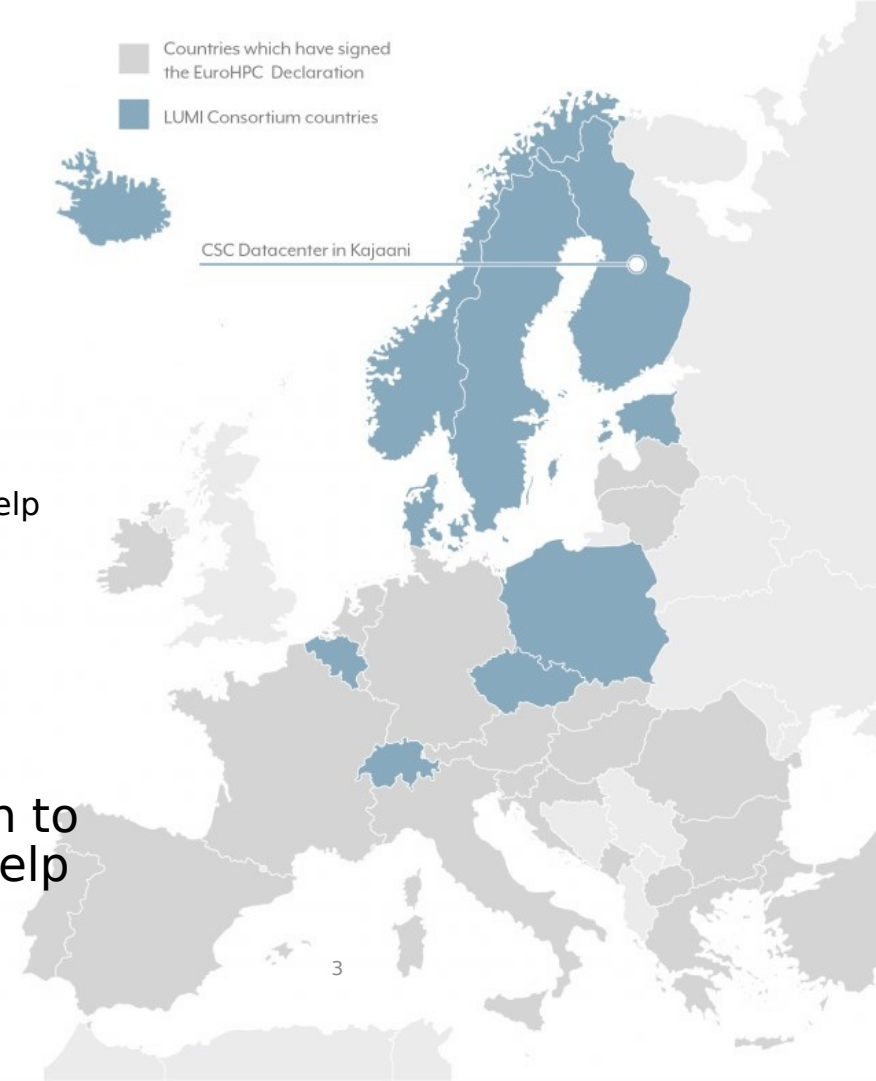 Countries which have signed
the EuroHPC Declaration
LUMI Consortium countries
CSC Datacenter in Kajaani
elp
n to
elp
3